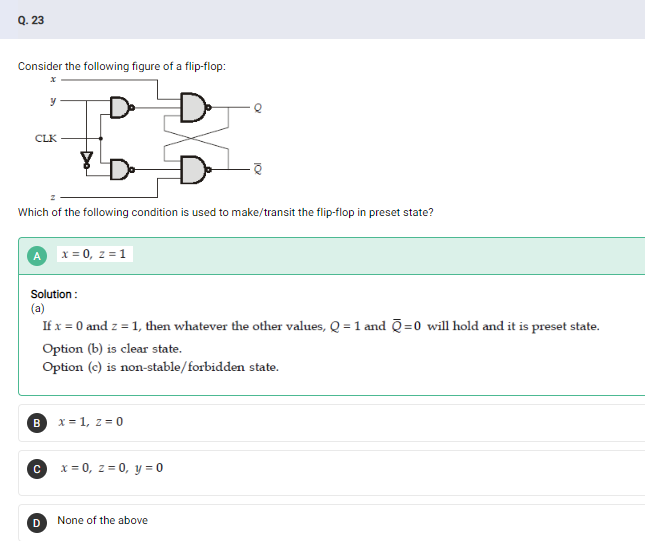 Q. 23
Consider the following figure of a flip-flop:
x
y
Q
CLK
Q̅
z
Which of the following condition is used to make/transit the flip-flop in preset state?
A x = 0, z = 1
Solution :
(a)
If x = 0 and z = 1, then whatever the other values, Q = 1 and Q̅ = 0 will hold and it is preset state.
Option (b) is clear state.
Option (c) is non-stable/forbidden state.
B x = 1, z = 0
C x = 0, z = 0, y = 0
D None of the above